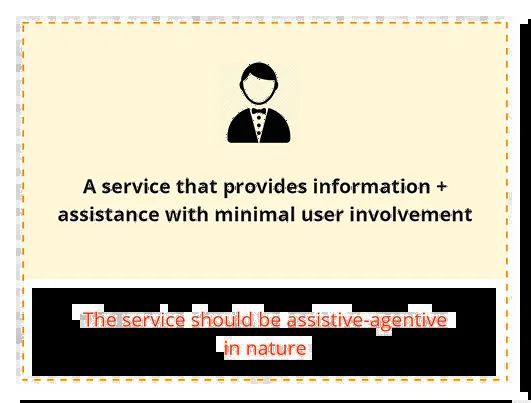 A service that provides information +
assistance with minimal user involvement
The service should be assistive-agentive
in nature